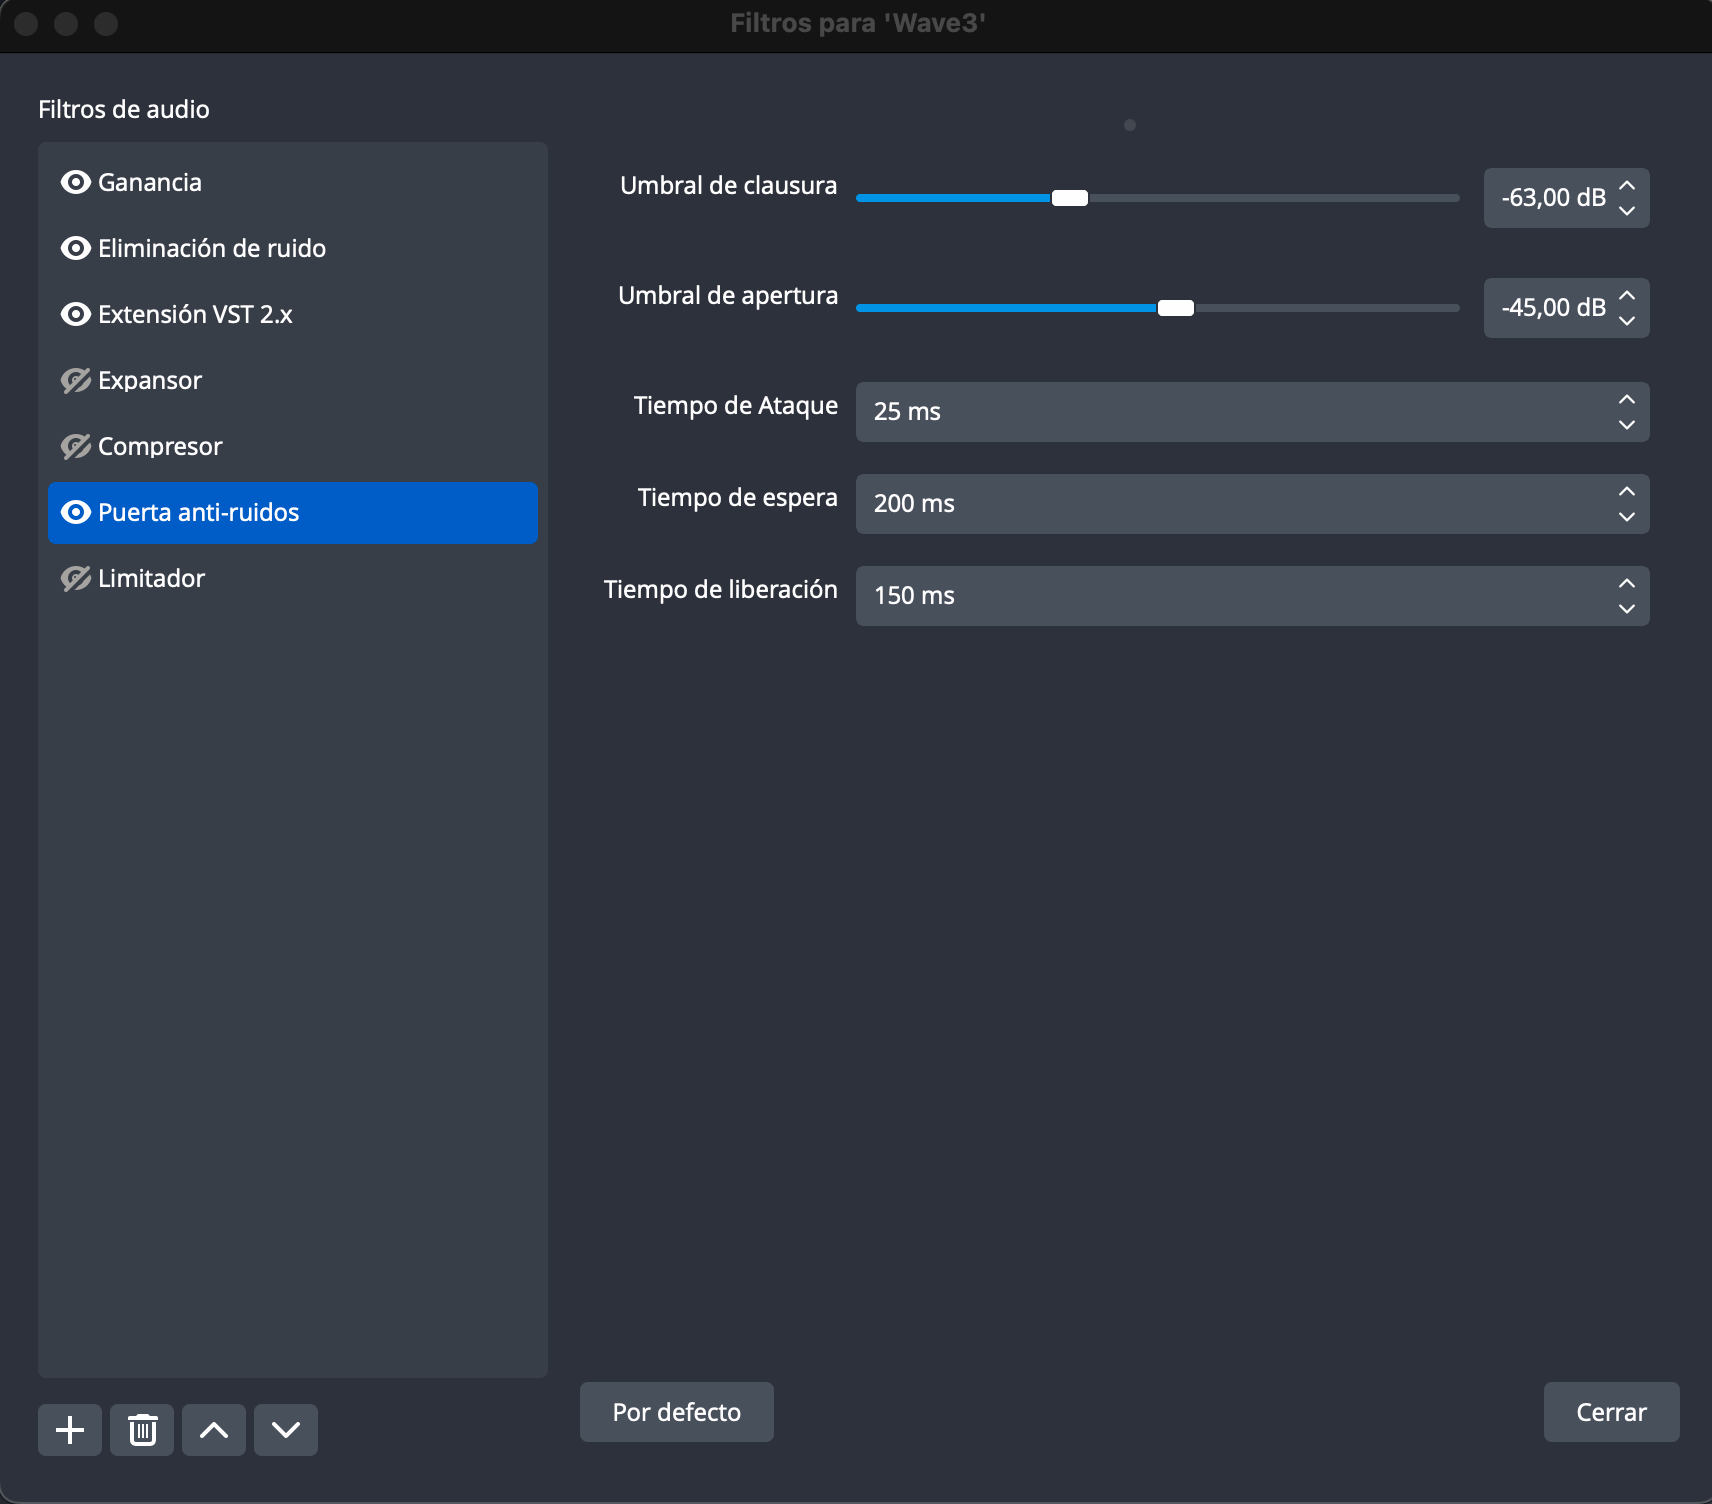 Filtros para 'Wave3'
Filtros de audio
Ganancia
Eliminación de ruido
Extensión VST 2.x
Expansor
Compresor
Puerta anti-ruidos
Limitador
Umbral de clausura
-63,00 dB
Umbral de apertura
-45,00 dB
Tiempo de Ataque
25 ms
Tiempo de espera
200 ms
Tiempo de liberación
150 ms
Por defecto
Cerrar